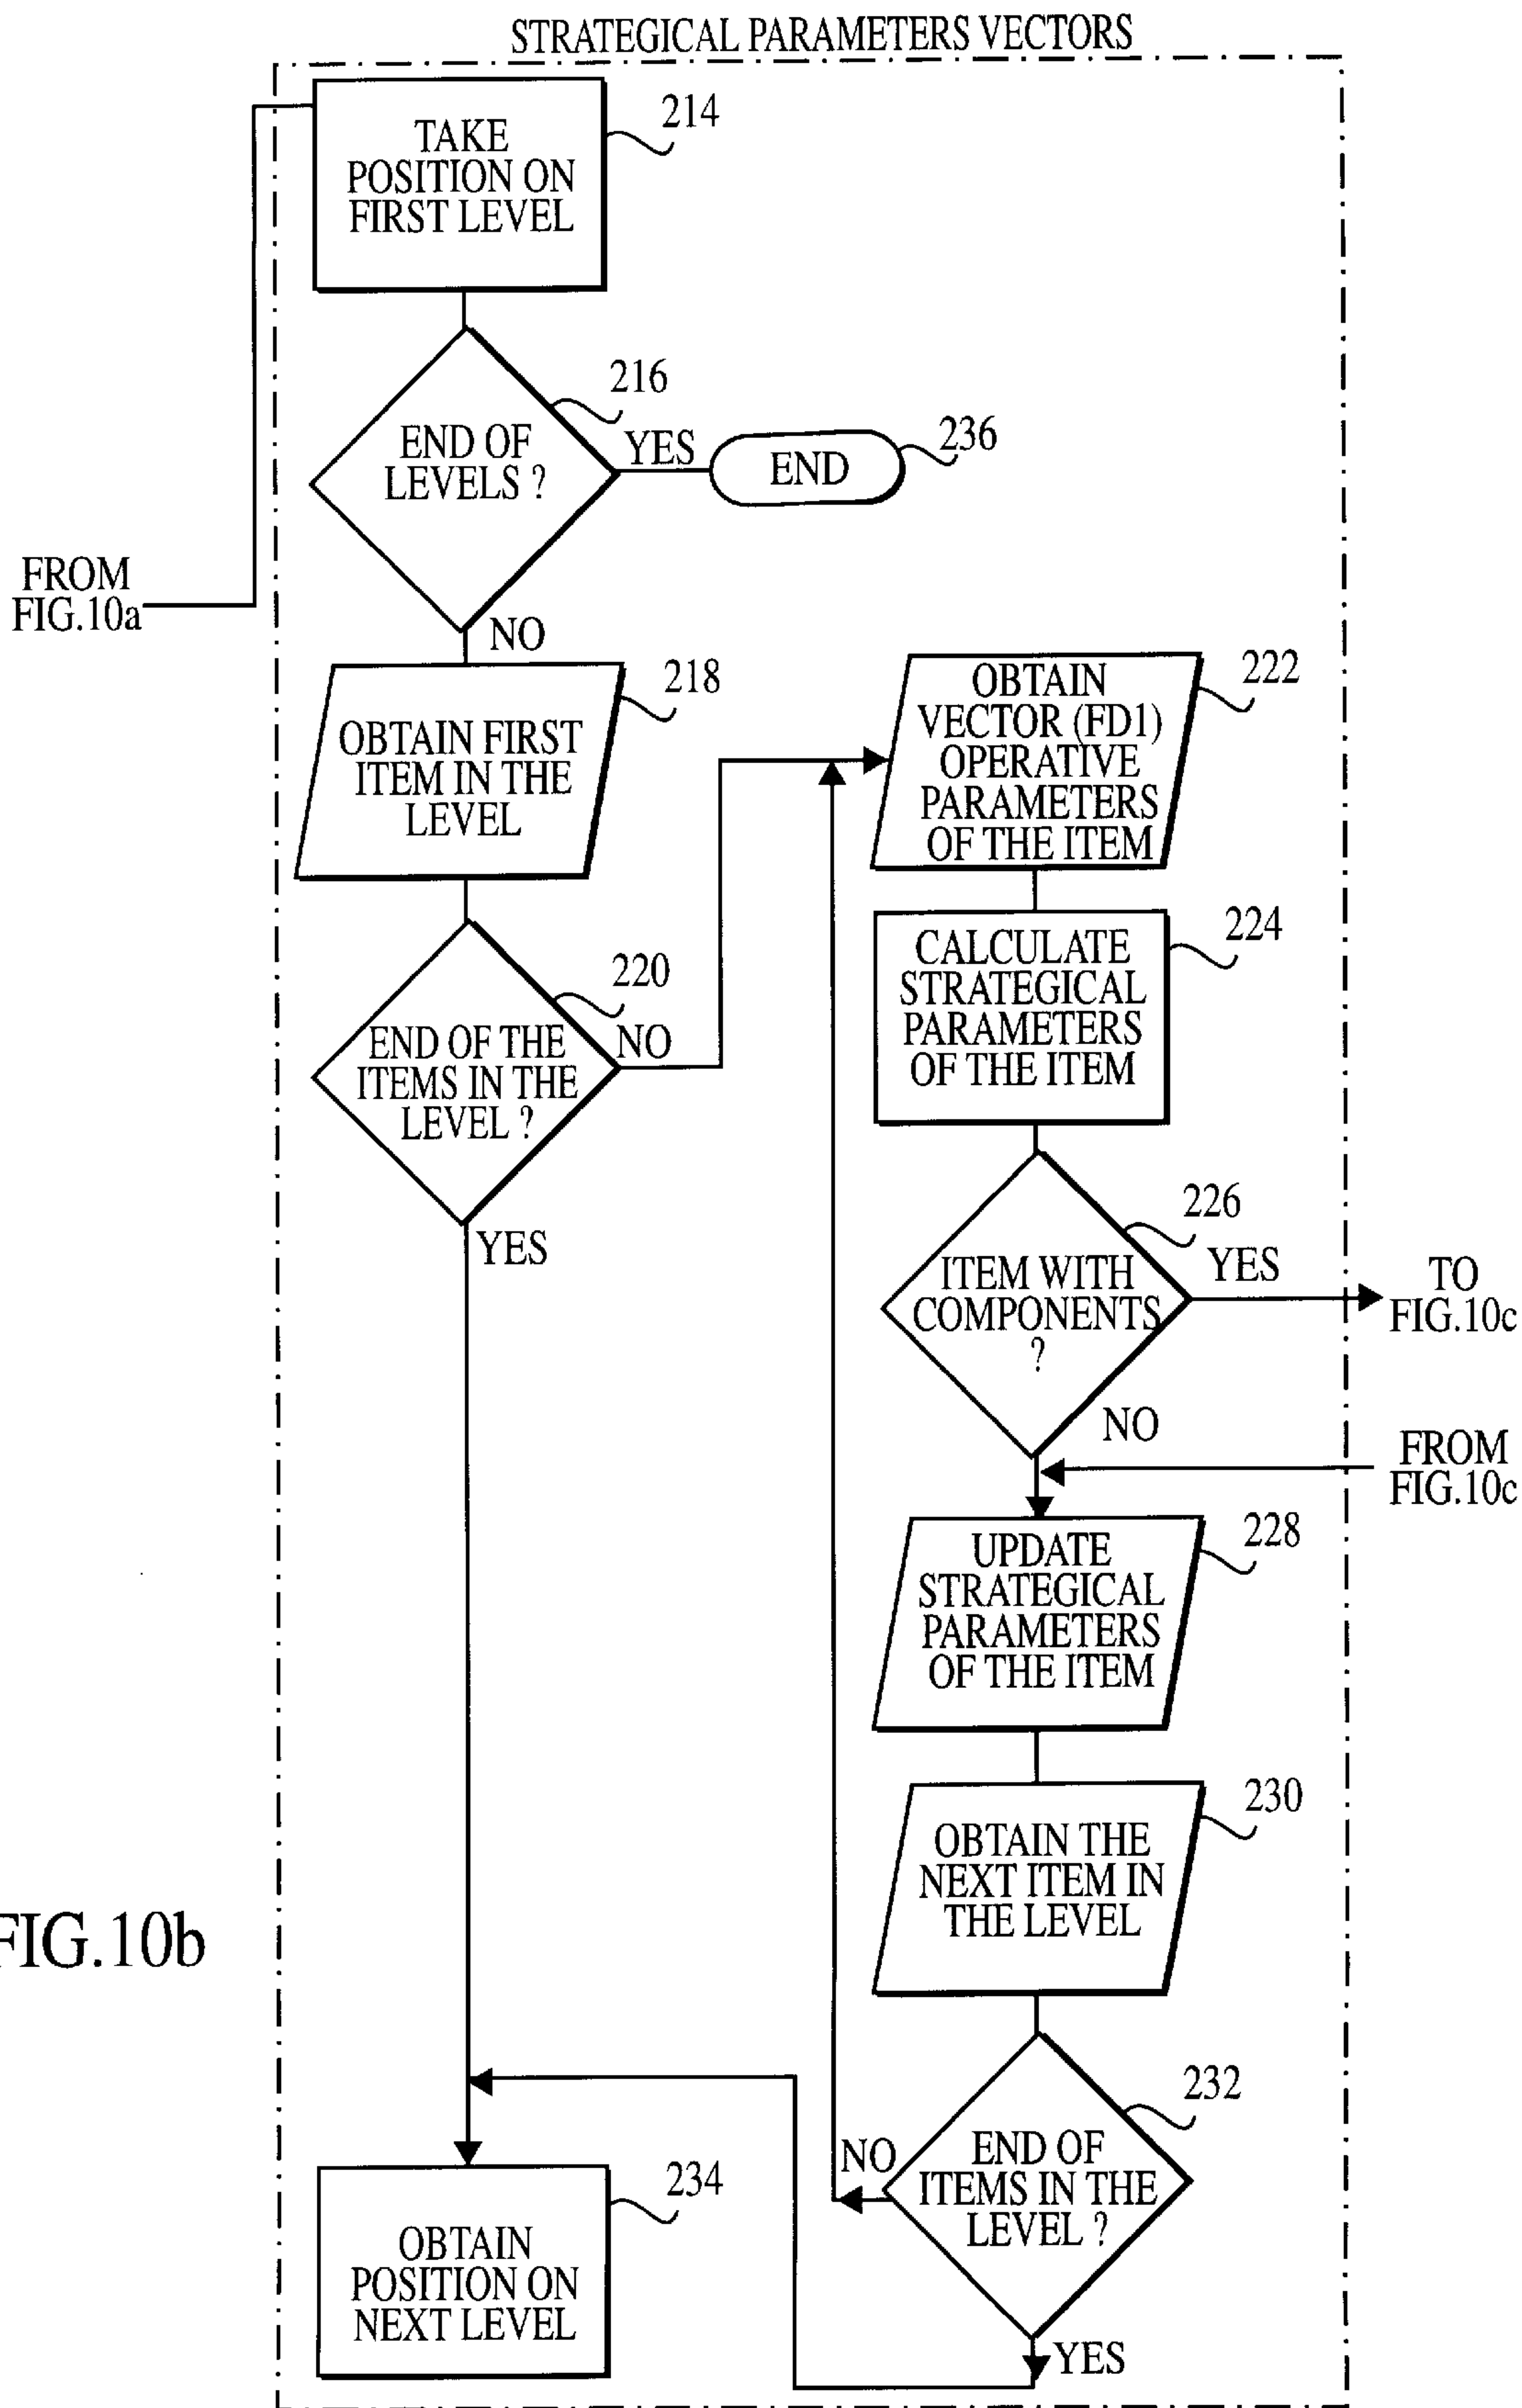 STRATEGICAL PARAMETERS VECTORS
TAKE
POSITION ON
FIRST LEVEL
214
END OF
LEVELS ?
216
YES
END
236
FROM
FIG.10a
NO
OBTAIN FIRST
ITEM IN THE
LEVEL
218
END OF THE
ITEMS IN THE
LEVEL ?
220
NO
YES
OBTAIN
VECTOR (FD1)
OPERATIVE
PARAMETERS
OF THE ITEM
222
CALCULATE
STRATEGICAL
PARAMETERS
OF THE ITEM
224
ITEM WITH
COMPONENTS
?
226
YES
TO
FIG.10c
NO
FROM
FIG.10c
UPDATE
STRATEGICAL
PARAMETERS
OF THE ITEM
228
OBTAIN THE
NEXT ITEM IN
THE LEVEL
230
END OF
ITEMS IN THE
LEVEL ?
232
NO
YES
OBTAIN
POSITION ON
NEXT LEVEL
234
FIG.10b